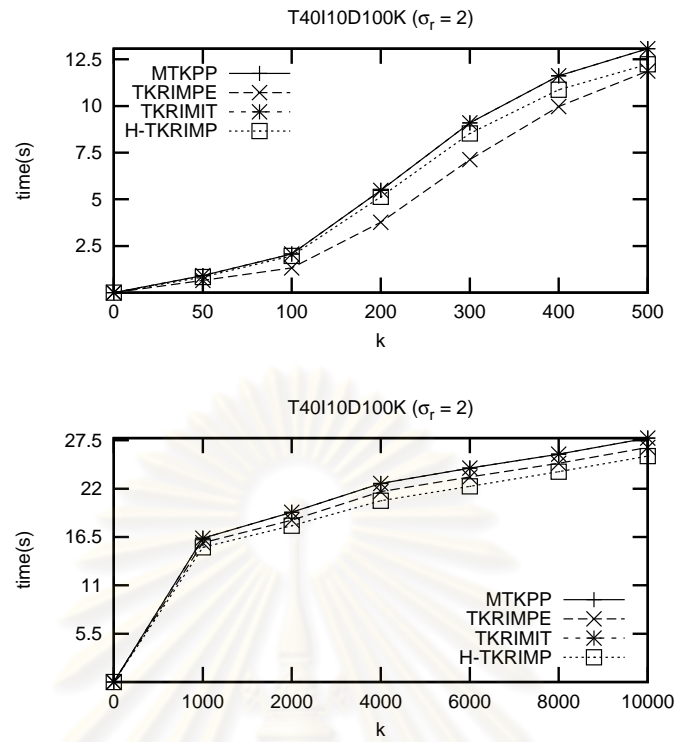 T40I10D100K (σr = 2)
time(s)
12.5
10
7.5
5
2.5
MTKPP
TKRIMPE
TKRIMIT
H-TKRIMP
0 50 100 200 300 400 500
k
T40I10D100K (σr = 2)
time(s)
27.5
22
16.5
11
5.5
MTKPP
TKRIMPE
TKRIMIT
H-TKRIMP
0 1000 2000 4000 6000 8000 10000
k